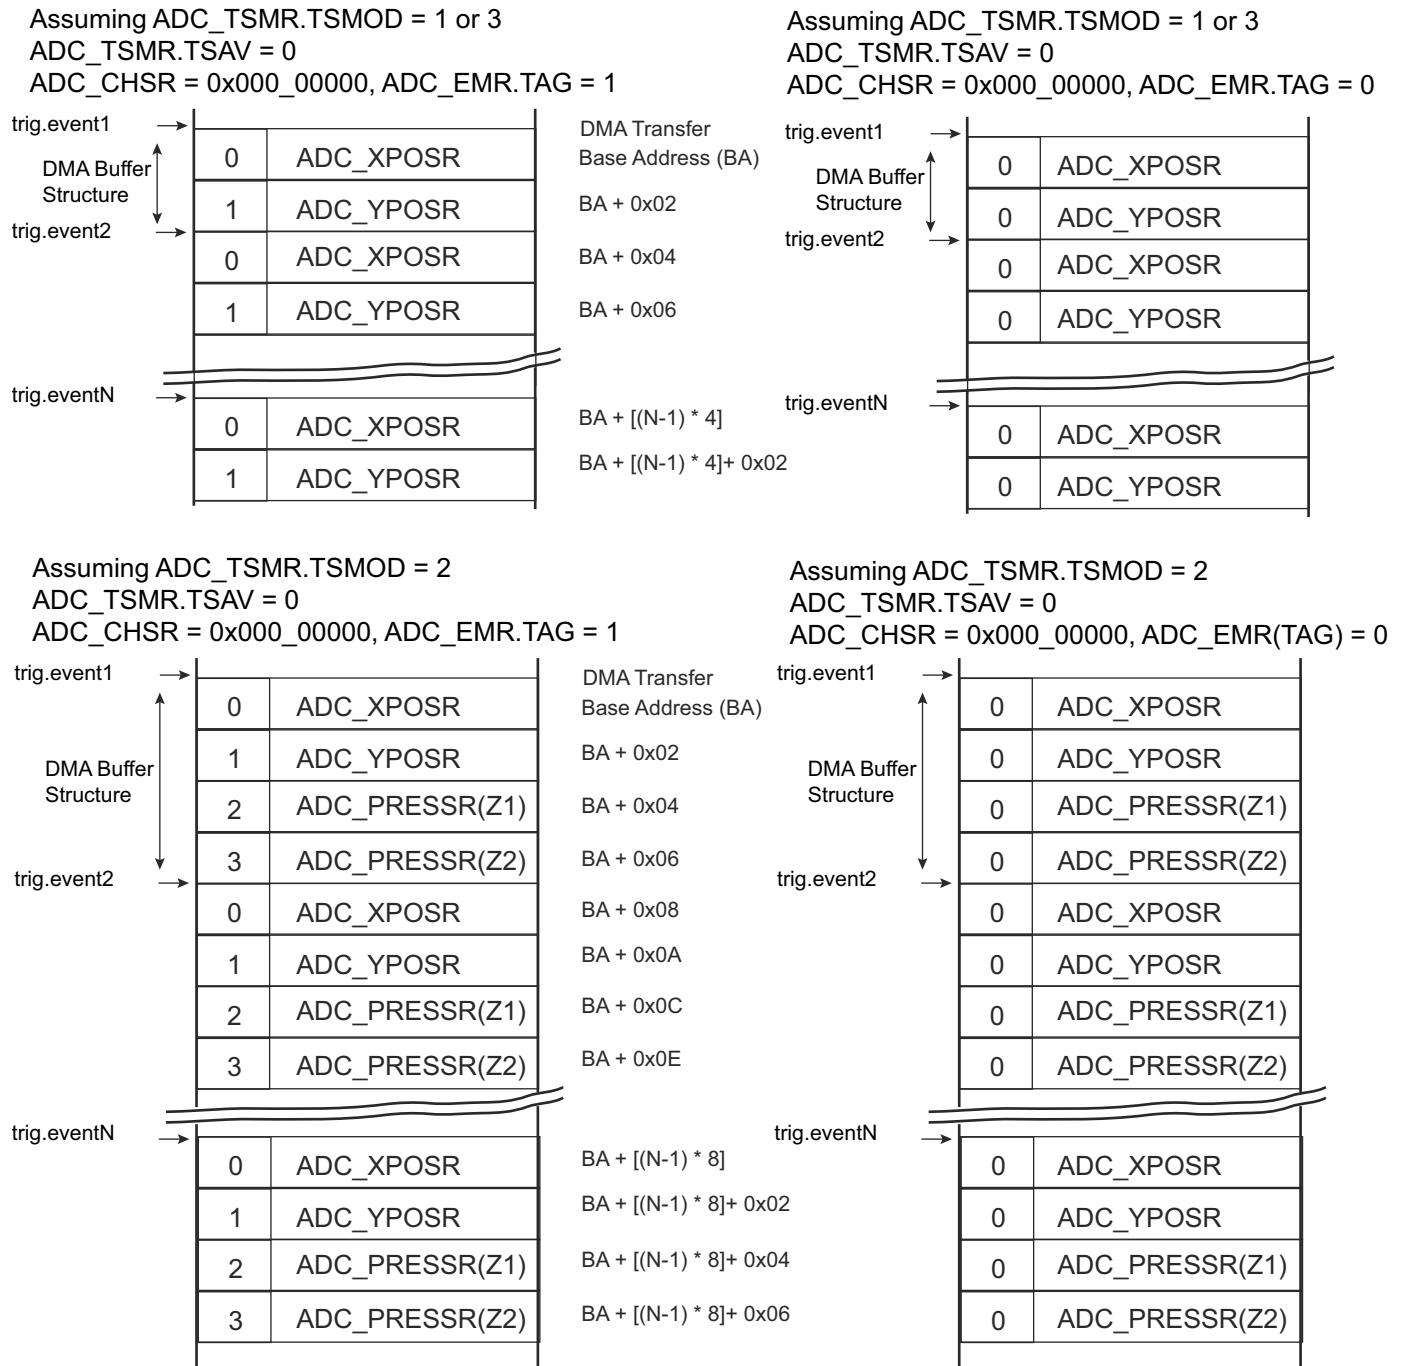 Assuming ADC_TSMR.TSMOD = 1 or 3
ADC_TSMR.TSAV = 0
ADC_CHSR = 0x000_00000, ADC_EMR.TAG = 1
trig.event1
DMA Buffer
Structure
trig.event2
trig.eventN
0 ADC_XPOSR
1 ADC_YPOSR
0 ADC_XPOSR
1 ADC_YPOSR
0 ADC_XPOSR
1 ADC_YPOSR
DMA Transfer
Base Address (BA)
BA + 0x02
BA + 0x04
BA + 0x06
BA + [(N-1) * 4]
BA + [(N-1) * 4]+ 0x02
Assuming ADC_TSMR.TSMOD = 1 or 3
ADC_TSMR.TSAV = 0
ADC_CHSR = 0x000_00000, ADC_EMR.TAG = 0
trig.event1
DMA Buffer
Structure
trig.event2
trig.eventN
0 ADC_XPOSR
0 ADC_YPOSR
0 ADC_XPOSR
0 ADC_YPOSR
0 ADC_XPOSR
0 ADC_YPOSR
Assuming ADC_TSMR.TSMOD = 2
ADC_TSMR.TSAV = 0
ADC_CHSR = 0x000_00000, ADC_EMR.TAG = 1
trig.event1
DMA Buffer
Structure
trig.event2
trig.eventN
0 ADC_XPOSR
1 ADC_YPOSR
2 ADC_PRESSR(Z1)
3 ADC_PRESSR(Z2)
0 ADC_XPOSR
1 ADC_YPOSR
2 ADC_PRESSR(Z1)
3 ADC_PRESSR(Z2)
0 ADC_XPOSR
1 ADC_YPOSR
2 ADC_PRESSR(Z1)
3 ADC_PRESSR(Z2)
DMA Transfer
Base Address (BA)
BA + 0x02
BA + 0x04
BA + 0x06
BA + 0x08
BA + 0x0A
BA + 0x0C
BA + 0x0E
BA + [(N-1) * 8]
BA + [(N-1) * 8]+ 0x02
BA + [(N-1) * 8]+ 0x04
BA + [(N-1) * 8]+ 0x06
Assuming ADC_TSMR.TSMOD = 2
ADC_TSMR.TSAV = 0
ADC_CHSR = 0x000_00000, ADC_EMR(TAG) = 0
trig.event1
DMA Buffer
Structure
trig.event2
trig.eventN
0 ADC_XPOSR
0 ADC_YPOSR
0 ADC_PRESSR(Z1)
0 ADC_PRESSR(Z2)
0 ADC_XPOSR
0 ADC_YPOSR
0 ADC_PRESSR(Z1)
0 ADC_PRESSR(Z2)
0 ADC_XPOSR
0 ADC_YPOSR
0 ADC_PRESSR(Z1)
0 ADC_PRESSR(Z2)